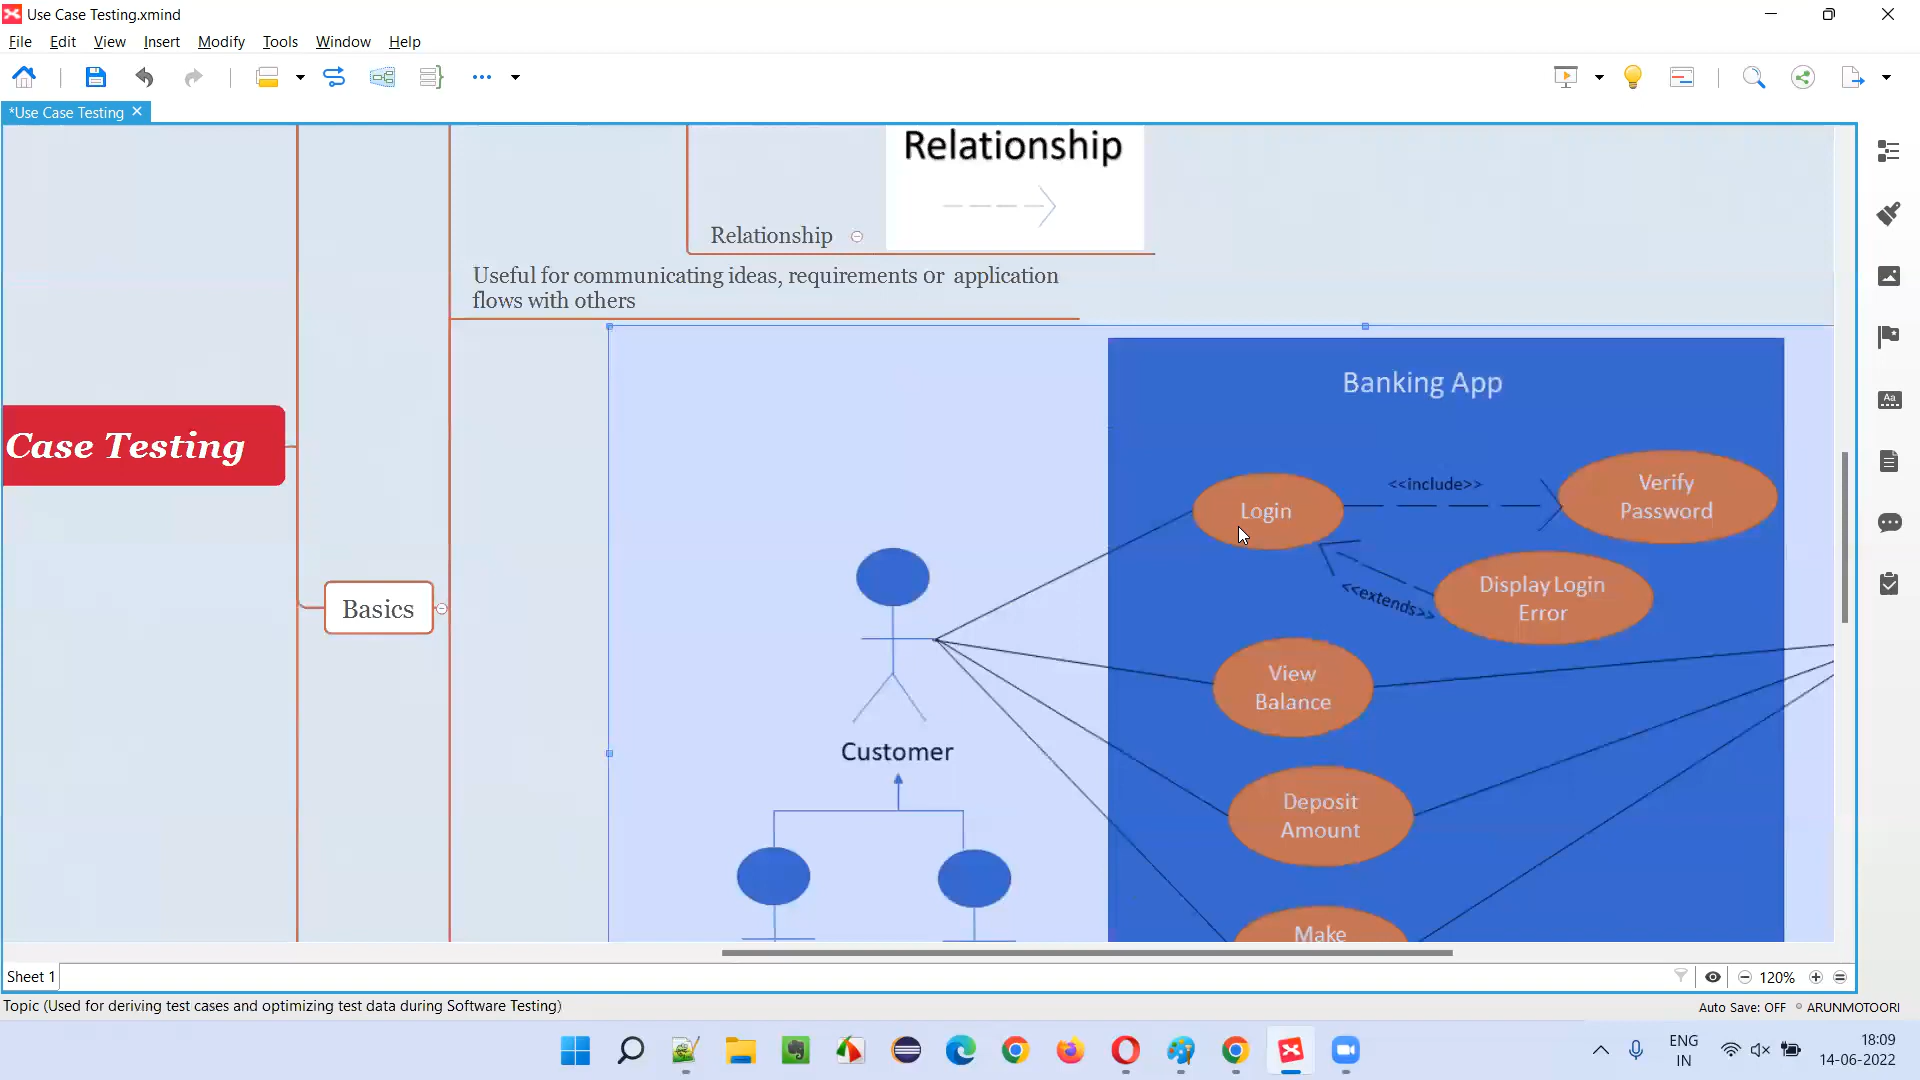 Use Case Testing.xmind
File Edit View Insert Modify Tools Window Help
*Use Case Testing
Relationship
Relationship
Useful for communicating ideas, requirements or application
flows with others
Banking App
Case Testing
<<include>>
Verify
Password
Login
<<extends>>
Display Login
Error
Basics
View
Balance
Customer
Deposit
Amount
Make
Aa
Sheet 1
120%
Topic (Used for deriving test cases and optimizing test data during Software Testing)
Auto Save: OFF
ARUNMOTOORI
ENG
IN
18:09
14-06-2022